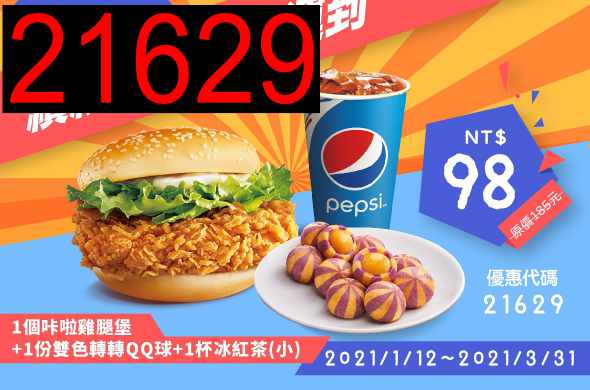 21629
NT$
98
原價185元
pepsi
優惠代碼
21629
1個咔啦雞腿堡
+1份雙色轉轉QQ球+1杯冰紅茶(小)
2021/1/12~2021/3/31